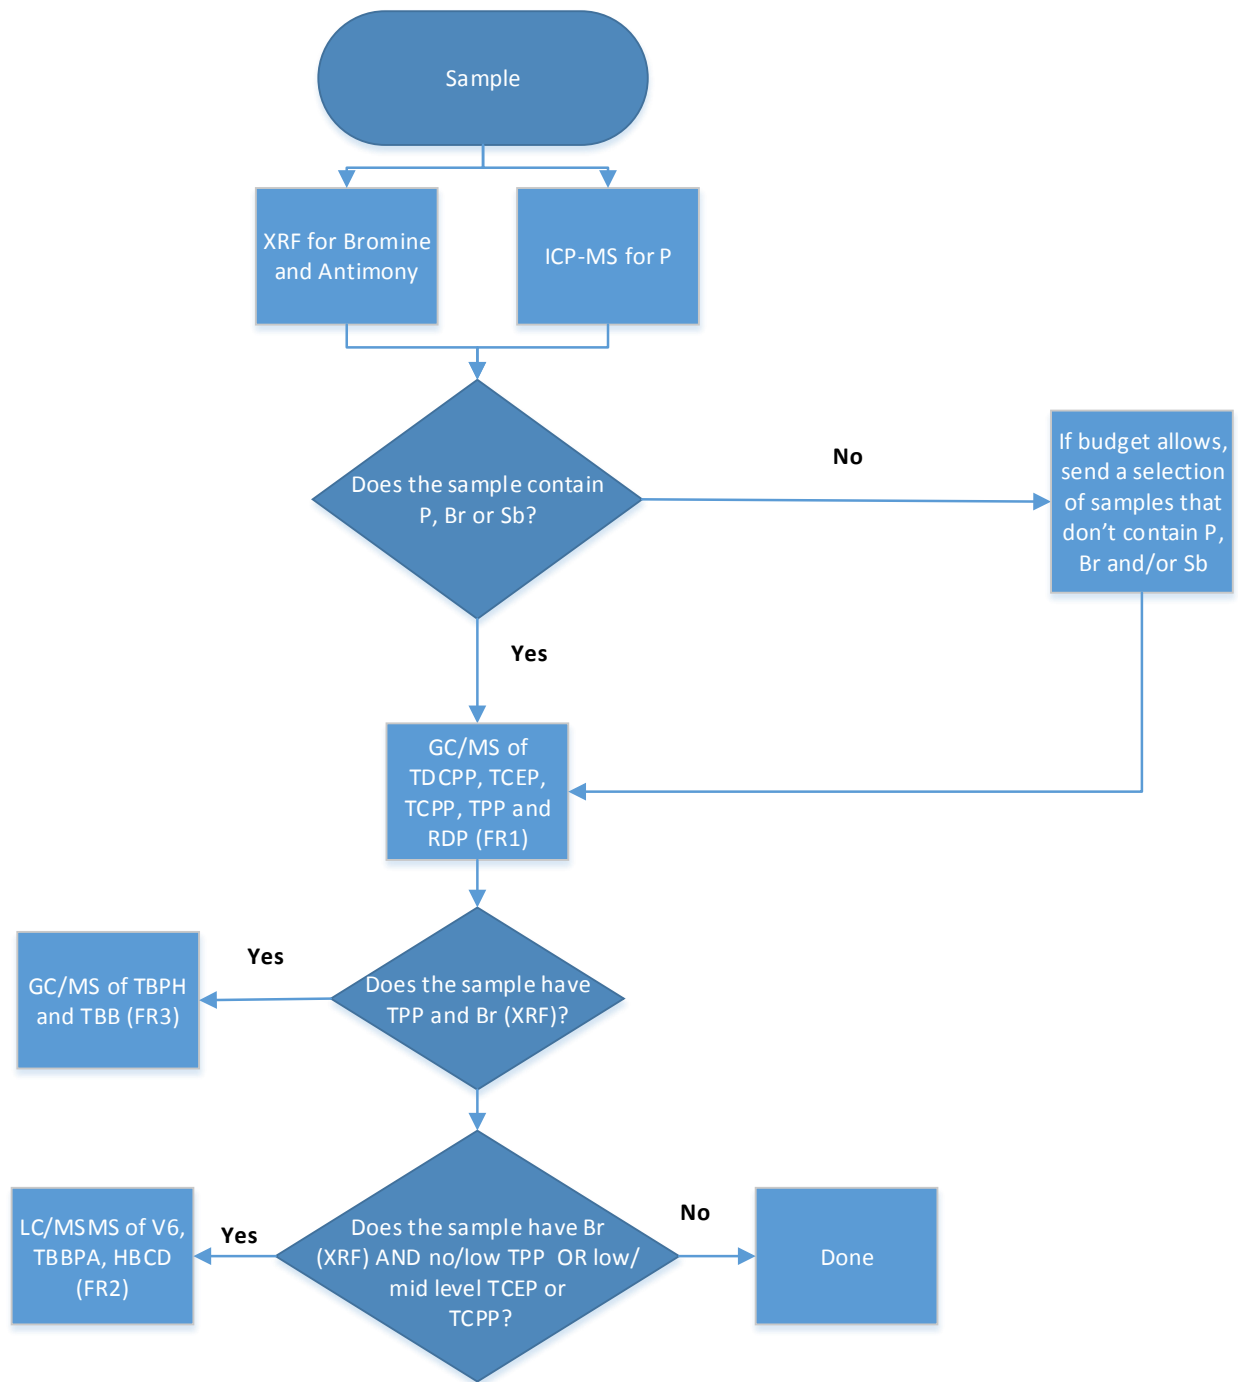 Sample
XRF for Bromine
and Antimony
ICP-MS for P
Does the sample contain
P, Br or Sb?
No
If budget allows,
send a selection
of samples that
don't contain P,
Br and/or Sb
Yes
GC/MS of
TDCPP, TCEP,
TCPP, TPP and
RDP (FR1)
Does the sample have
TPP and Br (XRF)?
Yes
GC/MS of TBPH
and TBB (FR3)
Does the sample have Br
(XRF) AND no/low TPP OR low/
mid level TCEP or
TCPP?
Yes
LC/MSMS of V6,
TBBPA, HBCD
(FR2)
No
Done